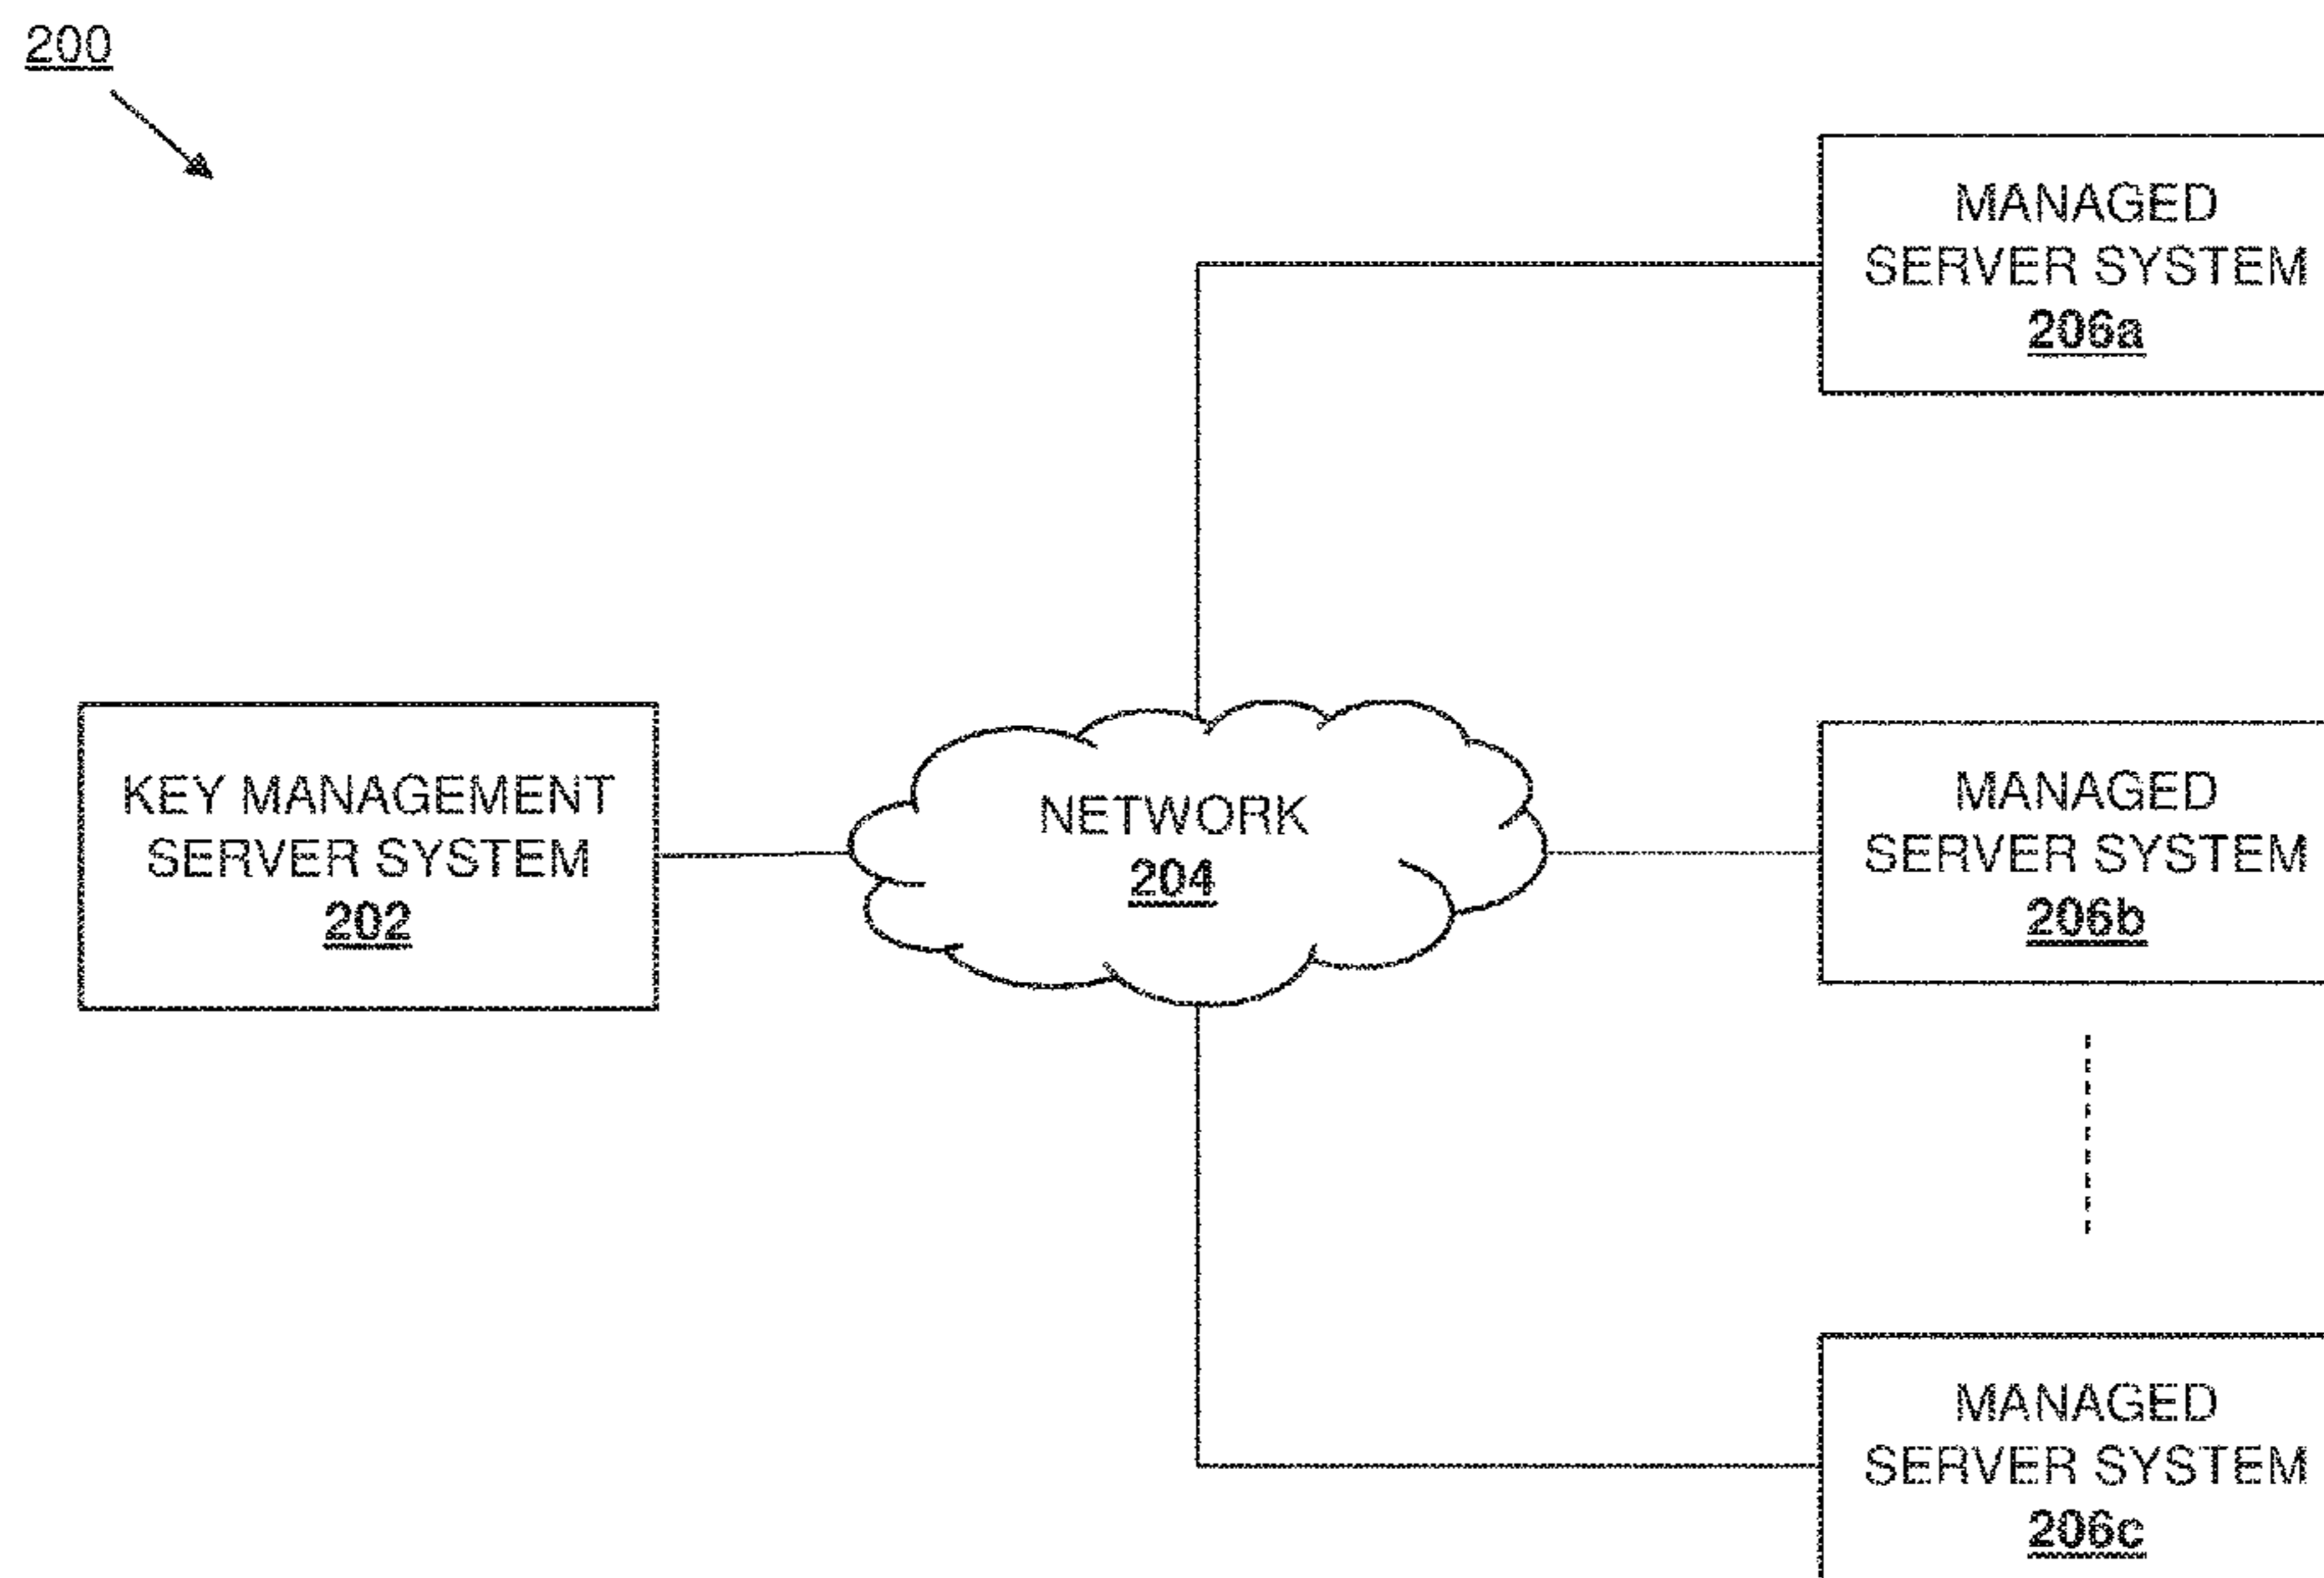 200
MANAGED
SERVER SYSTEM
206a
KEY MANAGEMENT
SERVER SYSTEM
202
NETWORK
204
MANAGED
SERVER SYSTEM
206b
MANAGED
SERVER SYSTEM
206c